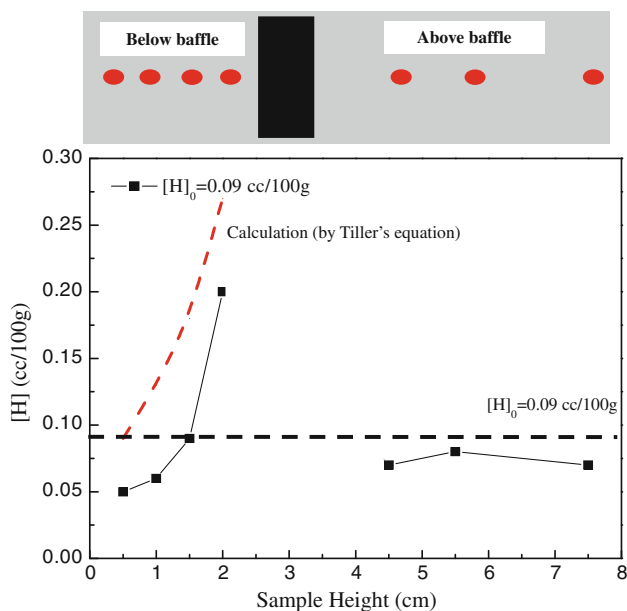 Below baffle
Above baffle
0.30
0.25
0.20
0.15
0.10
0.05
0.00
[H] (cc/100g)
[H]₀=0.09 cc/100g
Calculation (by Tiller's equation)
[H]₀=0.09 cc/100g
0 1 2 3 4 5 6 7 8
Sample Height (cm)